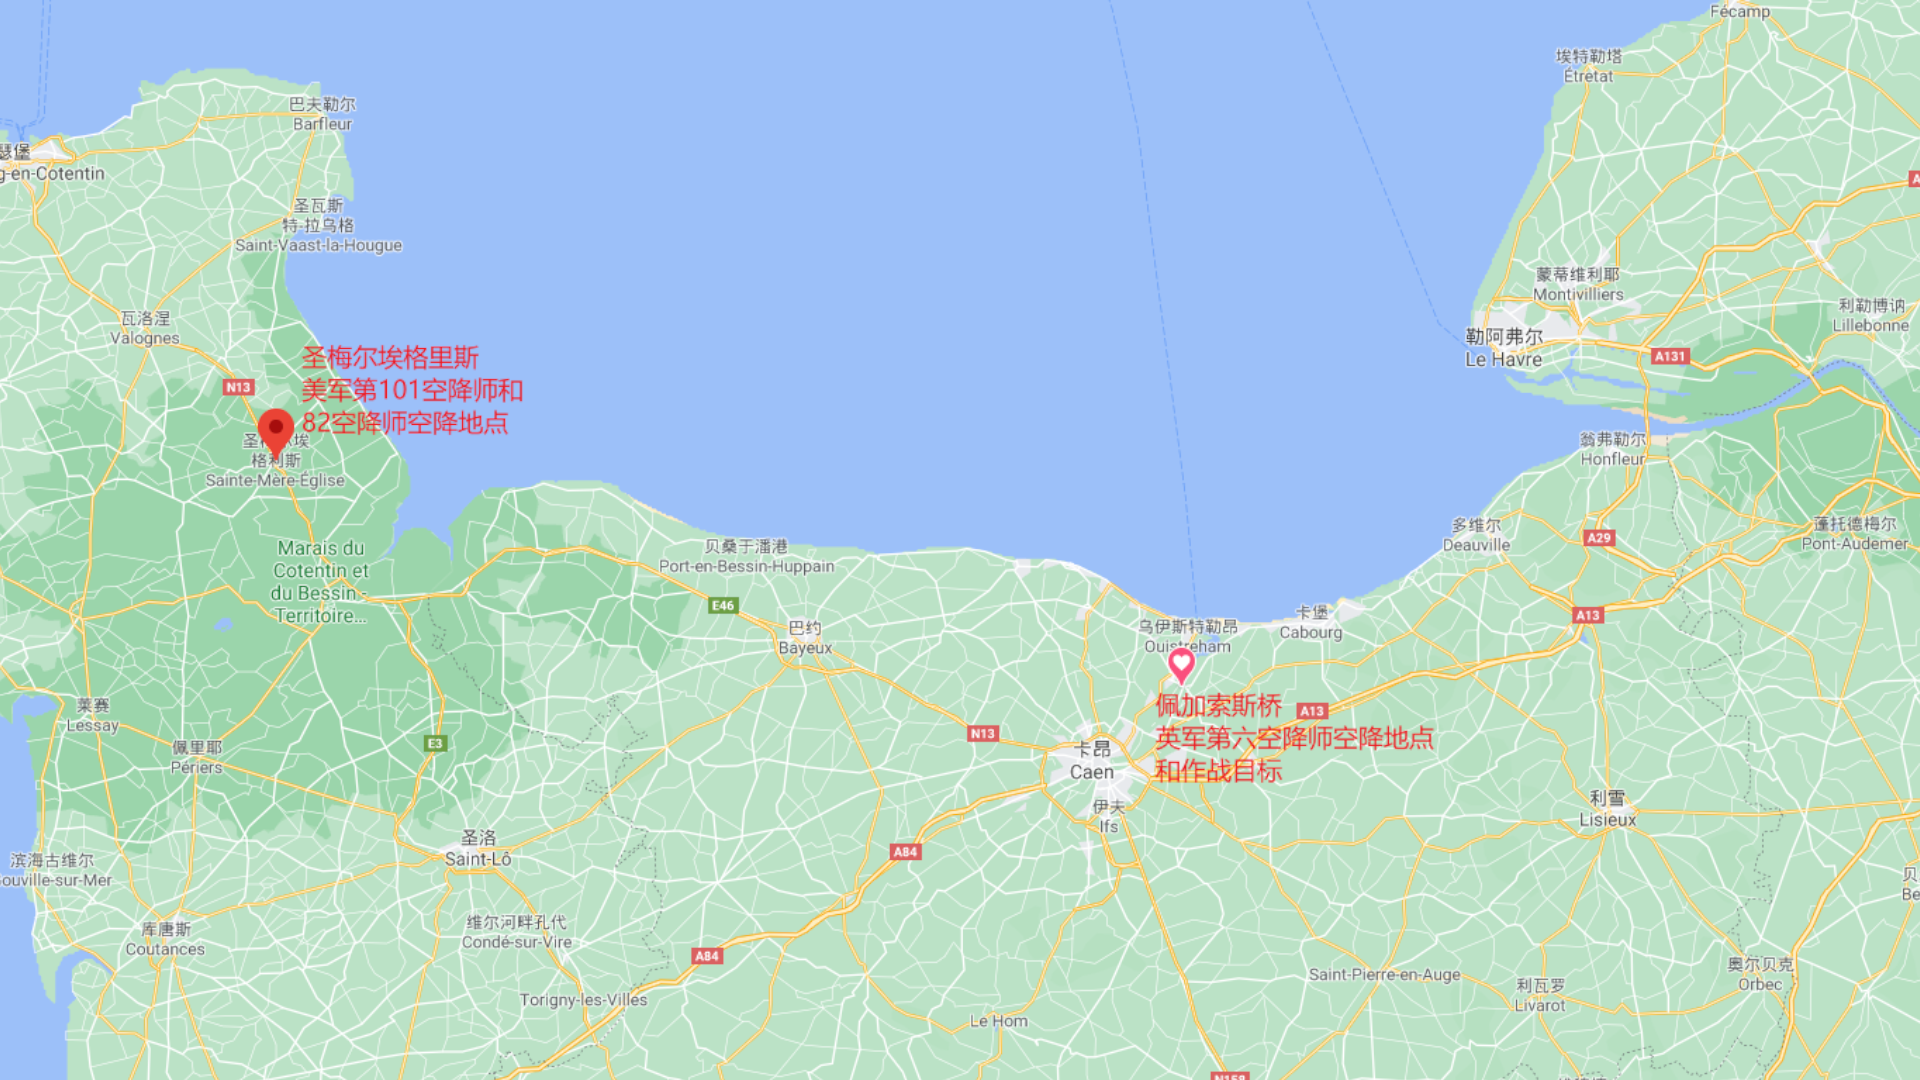 Fécamp
埃特勒塔
Étretat
巴夫勒尔
Barfleur
瑟堡
g-en-Cotentin
圣瓦斯
特-拉乌格
Saint-Vaast-la-Hougue
蒙蒂维利耶
Montivilliers
利勒博讷
Lillebonne
瓦洛涅
Valognes
勒阿弗尔
Le Havre
A131
圣梅尔埃格里斯
美军第101空降师和
82空降师空降地点
N13
格利斯
Sainte-Mère-Église
翁弗勒尔
Honfleur
多维尔
Deauville
A29
蓬托德梅尔
Pont-Audemer
Marais du
Cotentin et
du Bessin -
Territoire...
贝桑于潘港
Port-en-Bessin-Huppain
E46
巴约
Bayeux
乌伊斯特勒昂
Ouistreham
卡堡
Cabourg
A13
佩加索斯桥
英军第六空降师空降地点
和作战目标
A13
莱赛
Lessay
佩里耶
Périers
E3
N13
卡昂
Caen
伊夫
Ifs
利雪
Lisieux
圣洛
Saint-Lô
A84
滨海古维尔
ouville-sur-Mer
贝
Be
库唐斯
Coutances
维尔河畔孔代
Condé-sur-Vire
A84
Torigny-les-Villes
Le Hom
Saint-Pierre-en-Auge
利瓦罗
Livarot
奥尔贝克
Orbec
N158